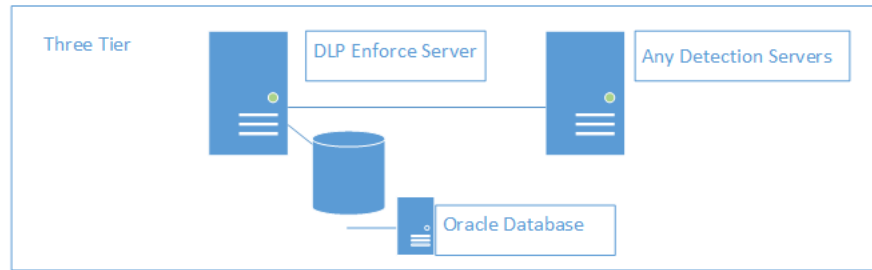 Three Tier
DLP Enforce Server
Any Detection Servers
Oracle Database